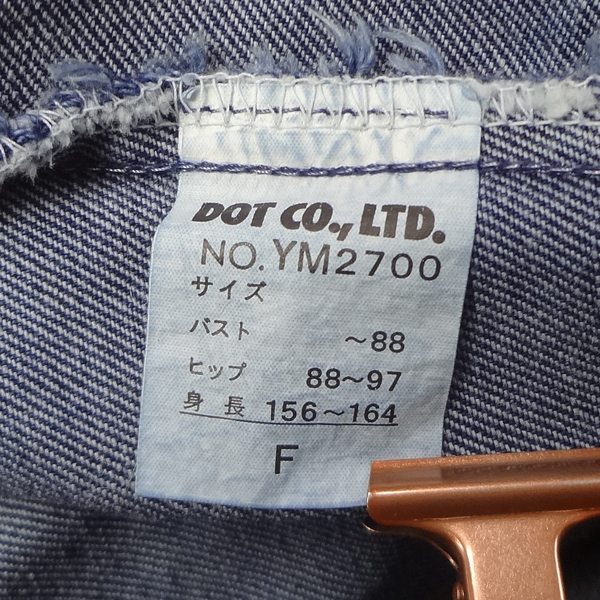 DOT CO., LTD.
NO. YM2700
サイズ
バスト ～88
ヒップ 88～97
身長 156～164
F